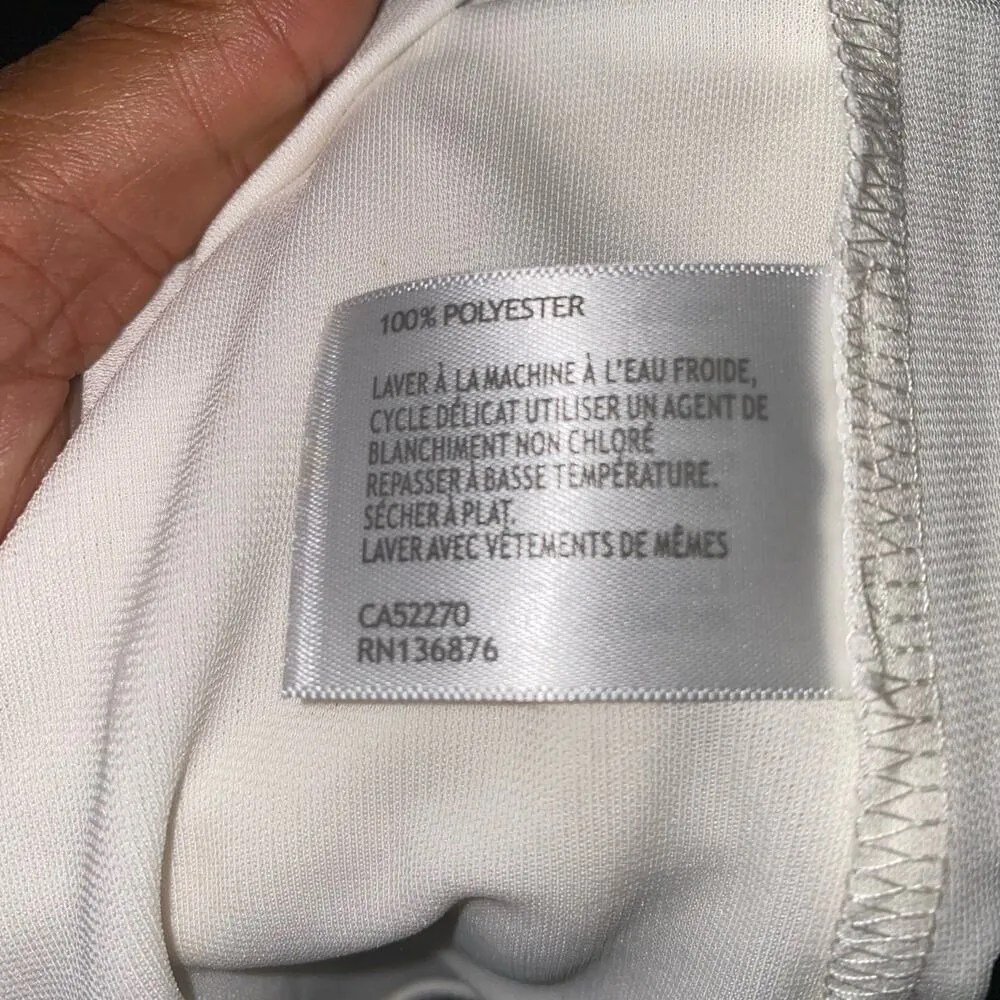 100% POLYESTER
LAVER À LA MACHINE À L'EAU FROIDE,
CYCLE DÉLICAT UTILISER UN AGENT DE
BLANCHIMENT NON CHLORÉ
REPASSER À BASSE TEMPÉRATURE.
SÉCHER À PLAT.
LAVER AVEC VÊTEMENTS DE MÊMES
CA52270
RN136876